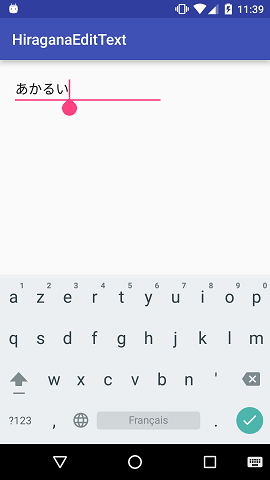 11:39
HiraganaEditText
あかるい
1 2 3 4 5 6 7 8 9 0
a z e r t y u i o p
q s d f g h j k l m
w x c v b n '
?123 , Français .